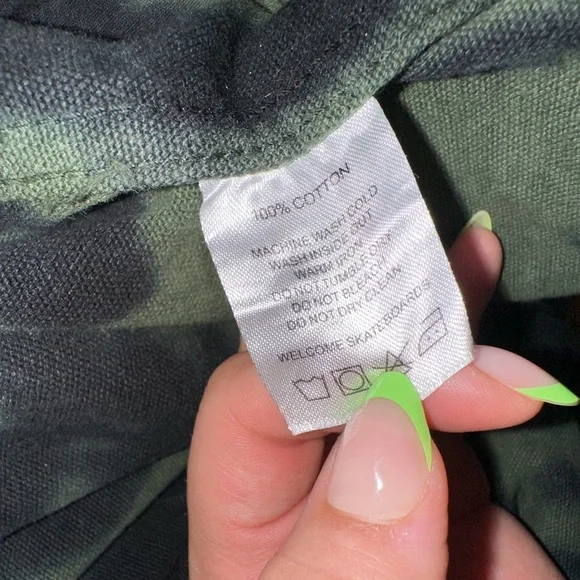 100% COTTON
MACHINE WASH COLD
WASH INSIDE OUT
WARM IRON
DO NOT TUMBLE DRY
DO NOT BLEACH
DO NOT DRY CLEAN
WELCOME SKATEBOARDS